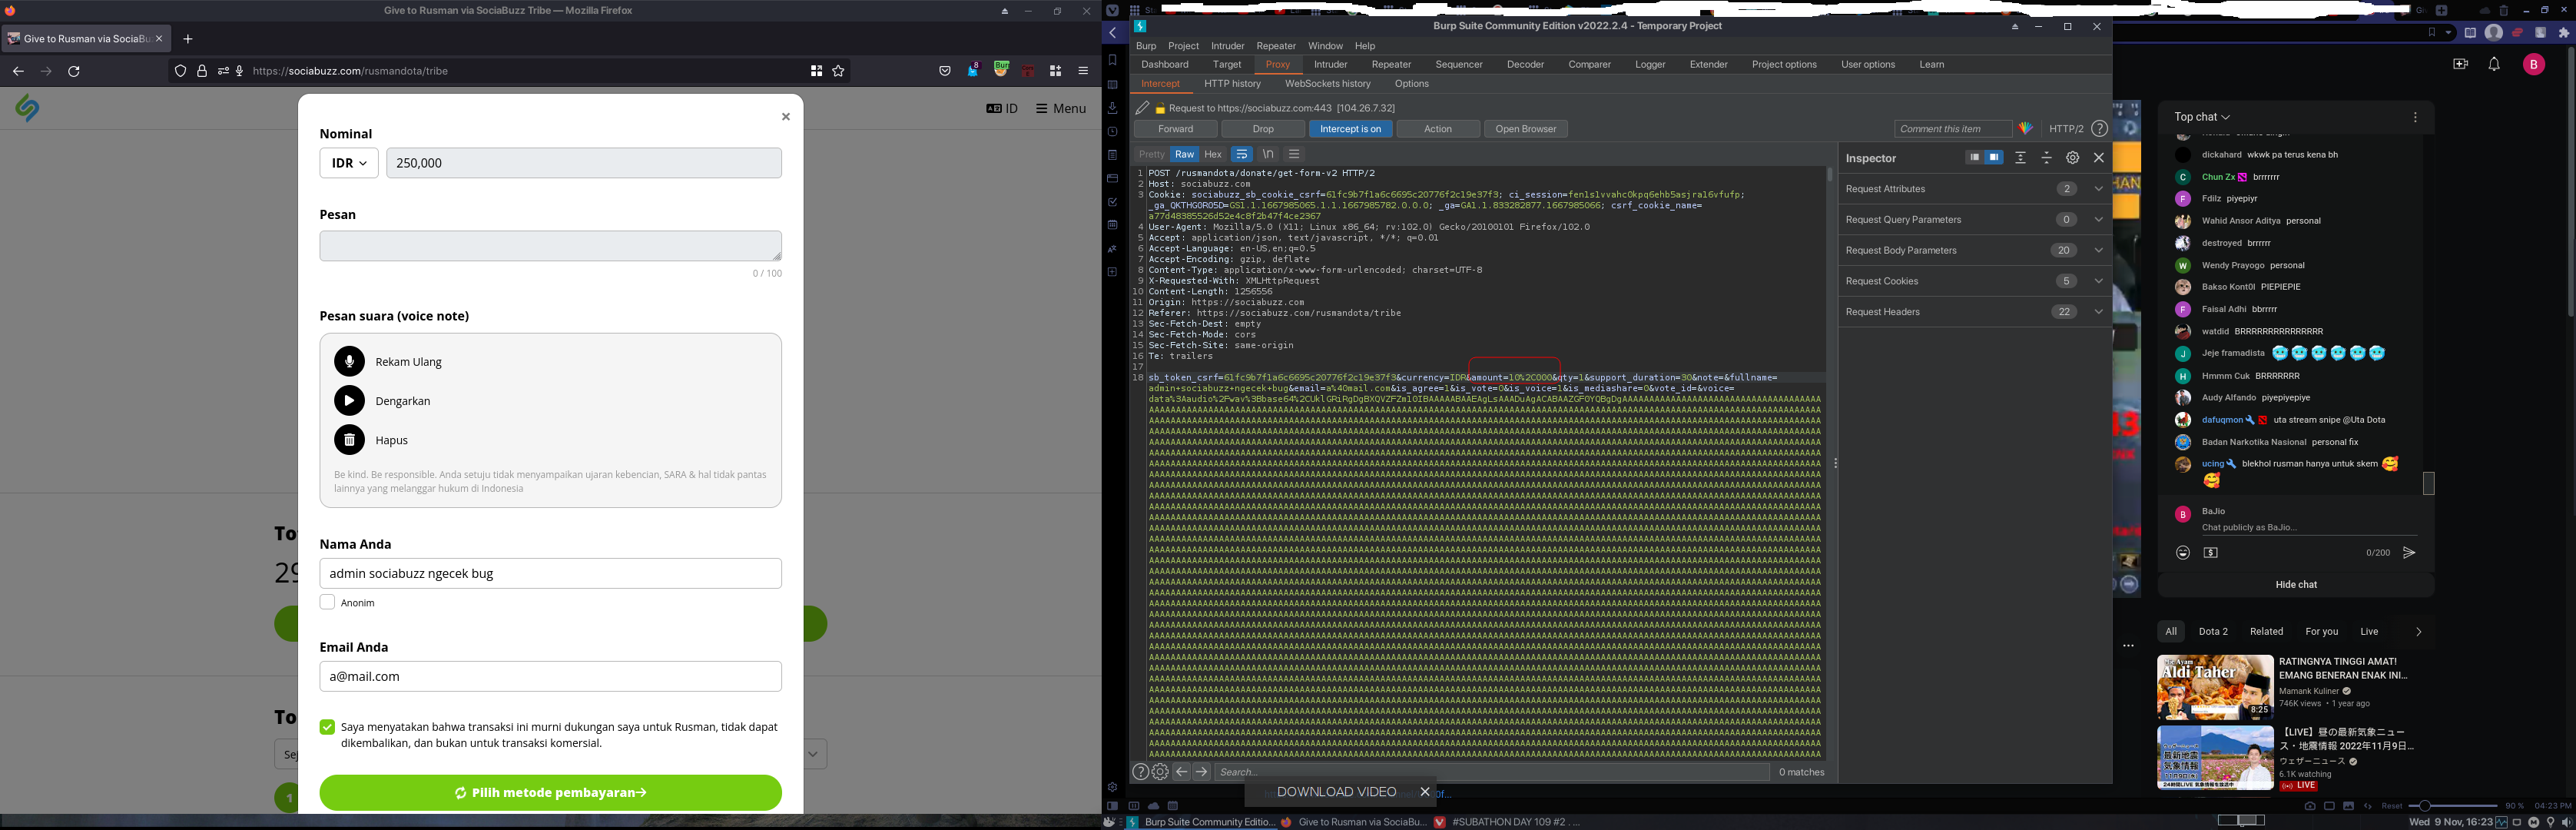 Give to Rusman via SociaBuzz Tribe — Mozilla Firefox
Give to Rusman via SociaBu
https://sociabuzz.com/rusmandota/tribe
ID
Menu
Nominal
IDR
250,000
Pesan
0 / 100
Pesan suara (voice note)
Rekam Ulang
Dengarkan
Hapus
Be kind. Be responsible. Anda setuju tidak menyampaikan ujaran kebencian, SARA & hal tidak pantas
lainnya yang melanggar hukum di Indonesia
Nama Anda
admin sociabuzz ngecek bug
Anonim
Email Anda
a@mail.com
Saya menyatakan bahwa transaksi ini murni dukungan saya untuk Rusman, tidak dapat
dikembalikan, dan bukan untuk transaksi komersial.
Pilih metode pembayaran
Burp Suite Community Edition v2022.2.4 - Temporary Project
Burp Project Intruder Repeater Window Help
Dashboard Target Proxy Intruder Repeater Sequencer Decoder Comparer Logger Extender Project options User options Learn
Intercept HTTP history WebSockets history Options
Request to https://sociabuzz.com:443 [104.26.7.32]
Forward Drop Intercept is on Action Open Browser Comment this item HTTP/2
Pretty Raw Hex \n
1 POST /rusmandota/donate/get-form-v2 HTTP/2
2 Host: sociabuzz.com
3 Cookie: sociabuzz_sb_cookie_csrf=61fc9b7f1a6c6695c20776f2c19e37f3; ci_session=fen1s1vvahc0kpq6ehb5asjra16vfufp;
_ga_QKTHG0R05D=GS1.1.1667985065.1.1.1667985782.0.0.0; _ga=GA1.1.833282877.1667985066; csrf_cookie_name=
a77d48385526d52e4c8f2b47f4ce2367
4 User-Agent: Mozilla/5.0 (X11; Linux x86_64; rv:102.0) Gecko/20100101 Firefox/102.0
5 Accept: application/json, text/javascript, */*; q=0.01
6 Accept-Language: en-US,en;q=0.5
7 Accept-Encoding: gzip, deflate
8 Content-Type: application/x-www-form-urlencoded; charset=UTF-8
9 X-Requested-With: XMLHttpRequest
10 Content-Length: 1256556
11 Origin: https://sociabuzz.com
12 Referer: https://sociabuzz.com/rusmandota/tribe
13 Sec-Fetch-Dest: empty
14 Sec-Fetch-Mode: cors
15 Sec-Fetch-Site: same-origin
16 Te: trailers
17
18 sb_token_csrf=61fc9b7f1a6c6695c20776f2c19e37f3&currency=IDR&amount=10%2C000&qty=1&support_duration=30&note=&fullname=
admin+sociabuzz+ngecek+bug&email=a%40mail.com&is_agree=1&is_vote=0&is_voice=1&is_mediashare=0&vote_id=&voice=
Search...
0 matches
DOWNLOAD VIDEO
Inspector
Request Attributes 2
Request Query Parameters 0
Request Body Parameters 20
Request Cookies 5
Request Headers 22
Top chat
dickahard wkwk pa terus kena bh
Chun Zx brrrrrrr
Fdilz piyepiyr
Wahid Ansor Aditya personal
destroyed brrrrrr
Wendy Prayogo personal
Bakso Kont0l PIEPIEPIE
Faisal Adhi bbrrrrr
watdid BRRRRRRRRRRRRRRR
Jeje framadista
Hmmm Cuk BRRRRRRR
Audy Alfando piyepiyepiye
dafuqmon uta stream snipe @Uta Dota
Badan Narkotika Nasional personal fix
ucing blekhol rusman hanya untuk skem
BaJio
Chat publicly as BaJio...
0/200
Hide chat
All Dota 2 Related For you Live
Aldi Taher
8:25
RATINGNYA TINGGI AMAT!
EMANG BENERAN ENAK INI...
Mamank Kuliner
746K views • 1 year ago
【LIVE】昼の最新気象ニュー
ス・地震情報 2022年11月9日...
ウェザーニュース
6.1K watching
LIVE
Reset 90 % 04:23 PM
Burp Suite Community Editio... Give to Rusman via SociaBu... #SUBATHON DAY 109 #2 . ...
Wed 9 Nov, 16:23